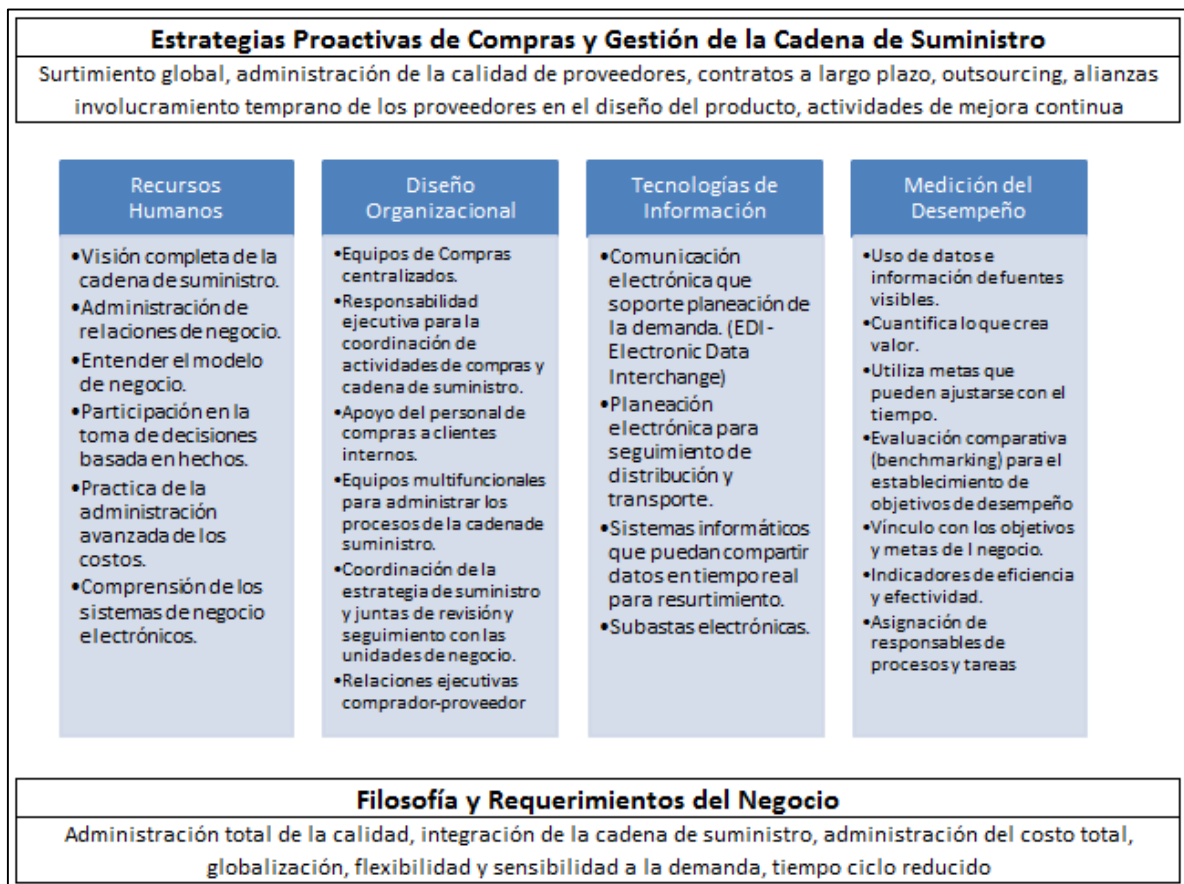 Estrategias Proactivas de Compras y Gestión de la Cadena de Suministro
Surtimiento global, administración de la calidad de proveedores, contratos a largo plazo, outsourcing, alianzas
involucramiento temprano de los proveedores en el diseño del producto, actividades de mejora continua
Recursos
Humanos
•Visión completa de la
cadena de suministro.
•Administración de
relaciones de negocio.
•Entender el modelo
de negocio.
•Participación en la
toma de decisiones
basada en hechos.
•Practica de la
administración
avanzada de los
costos.
•Comprensión de los
sistemas de negocio
electrónicos.
Diseño
Organizacional
•Equipos de Compras
centralizados.
•Responsabilidad
ejecutiva para la
coordinación de
actividades de compras y
cadena de suministro.
•Apoyo del personal de
compras a clientes
internos.
•Equipos multifuncionales
para administrar los
procesos de la cadena de
suministro.
•Coordinación de la
estrategia de suministro
y juntas de revisión y
seguimiento con las
unidades de negocio.
•Relaciones ejecutivas
comprador-proveedor
Tecnologías de
Información
•Comunicación
electrónica que
soporte planeación de
la demanda. (EDI -
Electronic Data
Interchange)
•Planeación
electrónica para
seguimiento de
distribución y
transporte.
•Sistemas informáticos
que puedan compartir
datos en tiempo real
para resurtimiento.
•Subastas electrónicas.
Medición del
Desempeño
•Uso de datos e
información de fuentes
visibles.
•Cuantifica lo que crea
valor.
•Utiliza metas que
pueden ajustarse con el
tiempo.
•Evaluación comparativa
(benchmarking) para el
establecimiento de
objetivos de desempeño
•Vínculo con los objetivos
y metas de l negocio.
•Indicadores de eficiencia
y efectividad.
•Asignación de
responsables de
procesos y tareas
Filosofía y Requerimientos del Negocio
Administración total de la calidad, integración de la cadena de suministro, administración del costo total,
globalización, flexibilidad y sensibilidad a la demanda, tiempo ciclo reducido